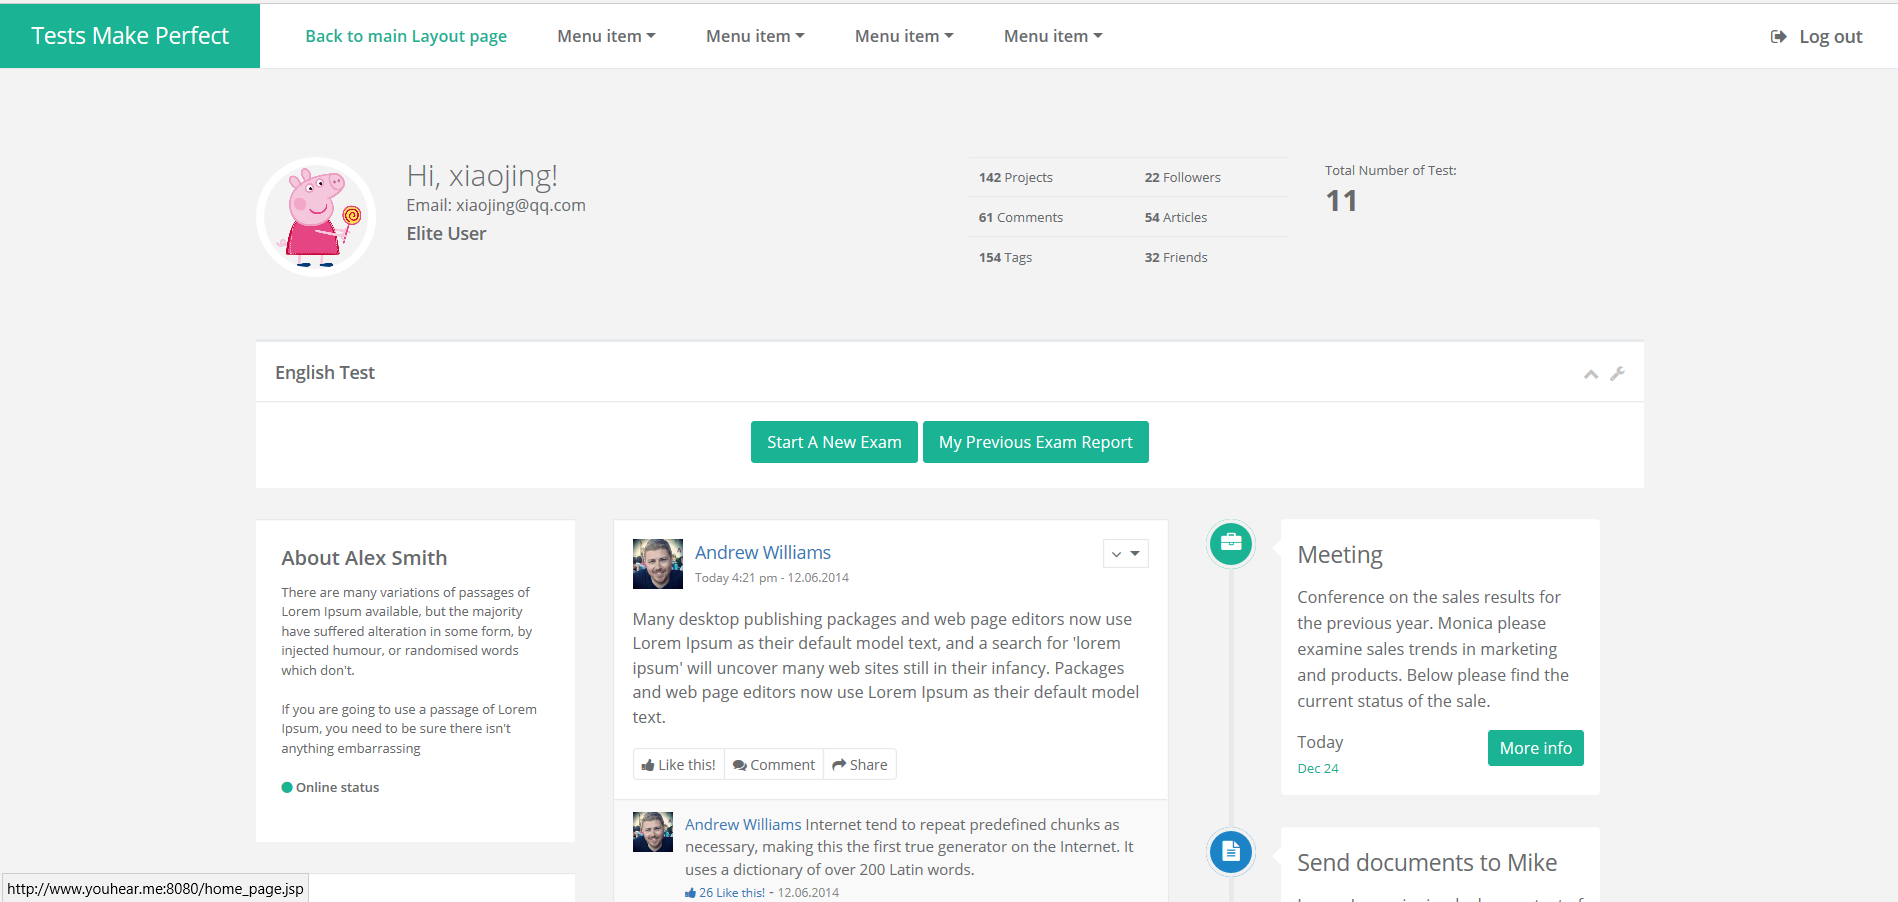 Tests Make Perfect
Back to main Layout page
Menu item
Menu item
Menu item
Menu item
Log out
Hi, xiaojing!
Email: xiaojing@qq.com
Elite User
142 Projects
22 Followers
61 Comments
54 Articles
154 Tags
32 Friends
Total Number of Test:
11
English Test
Start A New Exam
My Previous Exam Report
About Alex Smith
There are many variations of passages of
Lorem Ipsum available, but the majority
have suffered alteration in some form, by
injected humour, or randomised words
which don't.
If you are going to use a passage of Lorem
Ipsum, you need to be sure there isn't
anything embarrassing
Online status
Andrew Williams
Today 4:21 pm - 12.06.2014
Many desktop publishing packages and web page editors now use
Lorem Ipsum as their default model text, and a search for 'lorem
ipsum' will uncover many web sites still in their infancy. Packages
and web page editors now use Lorem Ipsum as their default model
text.
Like this!
Comment
Share
Andrew Williams Internet tend to repeat predefined chunks as
necessary, making this the first true generator on the Internet. It
uses a dictionary of over 200 Latin words.
26 Like this! - 12.06.2014
Meeting
Conference on the sales results for
the previous year. Monica please
examine sales trends in marketing
and products. Below please find the
current status of the sale.
Today
Dec 24
More info
Send documents to Mike
http://www.youhear.me:8080/home_page.jsp